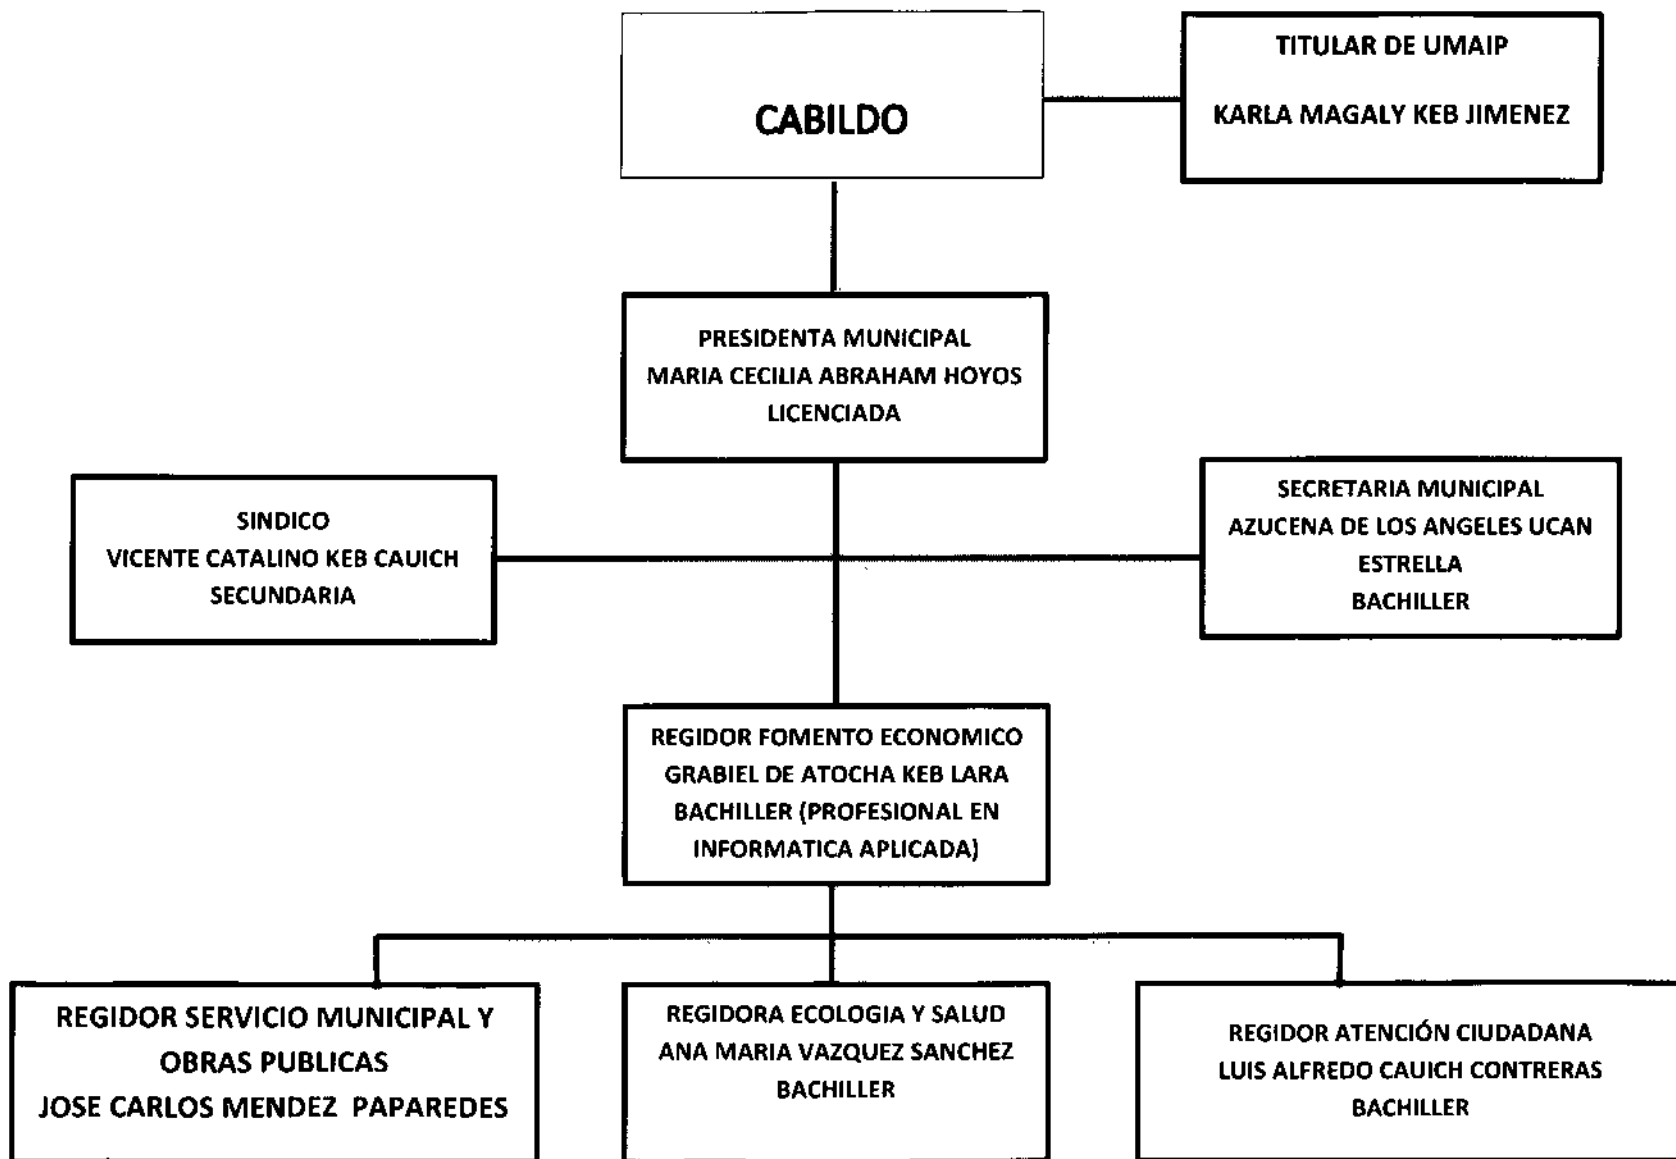 CABILDO
TITULAR DE UMAIP
KARLA MAGALY KEB JIMENEZ
PRESIDENTA MUNICIPAL
MARIA CECILIA ABRAHAM HOYOS
LICENCIADA
SINDICO
VICENTE CATALINO KEB CAUICH
SECUNDARIA
SECRETARIA MUNICIPAL
AZUCENA DE LOS ANGELES UCAN
ESTRELLA
BACHILLER
REGIDOR FOMENTO ECONOMICO
GRABIEL DE ATOCHA KEB LARA
BACHILLER (PROFESIONAL EN
INFORMATICA APLICADA)
REGIDOR SERVICIO MUNICIPAL Y
OBRAS PUBLICAS
JOSE CARLOS MENDEZ PAPAREDES
REGIDORA ECOLOGIA Y SALUD
ANA MARIA VAZQUEZ SANCHEZ
BACHILLER
REGIDOR ATENCIÓN CIUDADANA
LUIS ALFREDO CAUICH CONTRERAS
BACHILLER